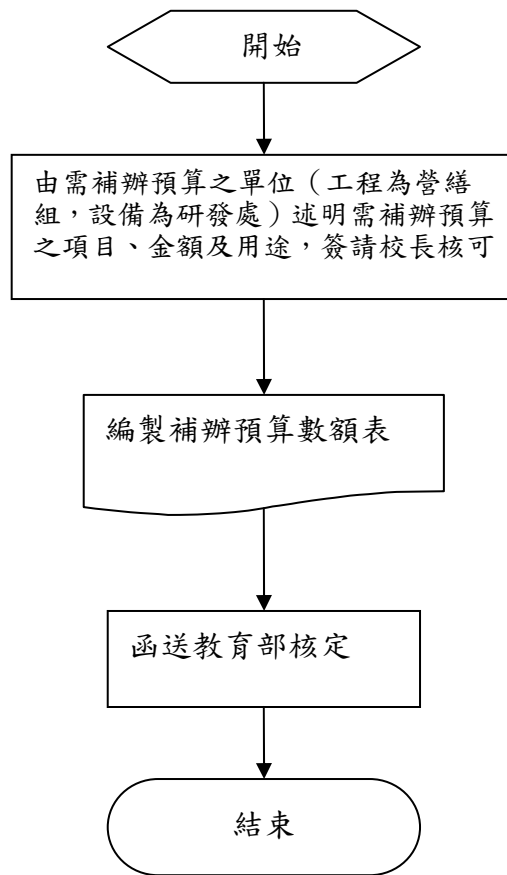 開始
由需補辦預算之單位（工程為營繕
組，設備為研發處）述明需補辦預算
之項目、金額及用途，簽請校長核可
編製補辦預算數額表
函送教育部核定
結束